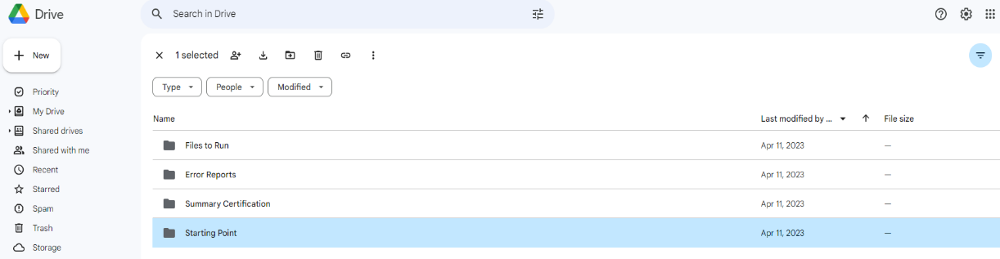 Drive
Search in Drive
New
1 selected
Priority
My Drive
Shared drives
Shared with me
Recent
Starred
Spam
Trash
Storage
Type People Modified
Name Last modified by ... File size
Files to Run Apr 11, 2023 —
Error Reports Apr 11, 2023 —
Summary Certification Apr 11, 2023 —
Starting Point Apr 11, 2023 —